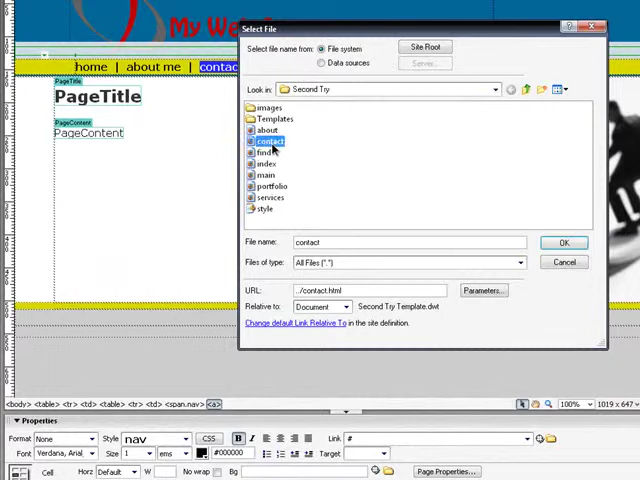 My Web
home | about me | contac
PageTitle
PageTitle
PageContent
PageContent
Select File
Select file name from:
File system
Site Root
Data sources
Server...
Look in:
Second Try
images
Templates
about
contact
find
index
main
portfolio
services
style
File name:
contact
OK
Files of type:
All Files (*.*)
Cancel
URL:
../contact.html
Parameters...
Relative to:
Document
Second Try Template.dwt
Change default Link Relative To in the site definition.
<body> <table> <tr> <td> <table> <tr> <td> <span.nav> <a>
100%
1019 x 647
Properties
Format
None
Style
nav
CSS
B
I
Link
#
Font
Verdana, Arial,
Size
1
ems
#000000
Target
Cell
Horz
Default
W
No wrap
Bg
Page Properties...